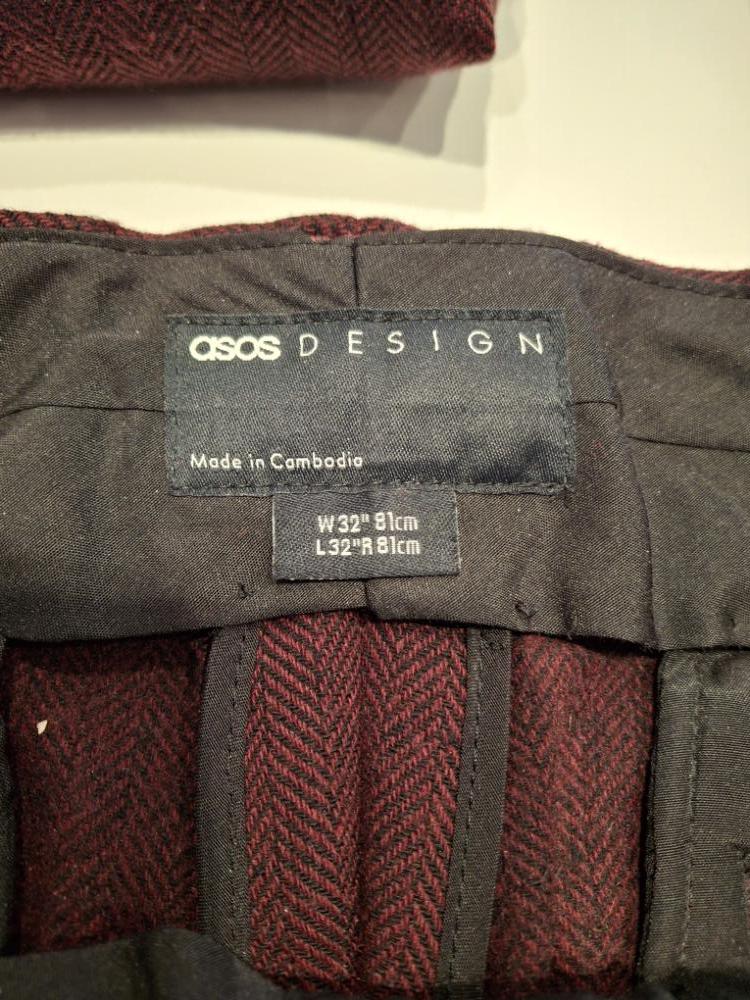 asos DESIGN
Made in Cambodia
W32" 81cm
L32"R 81cm